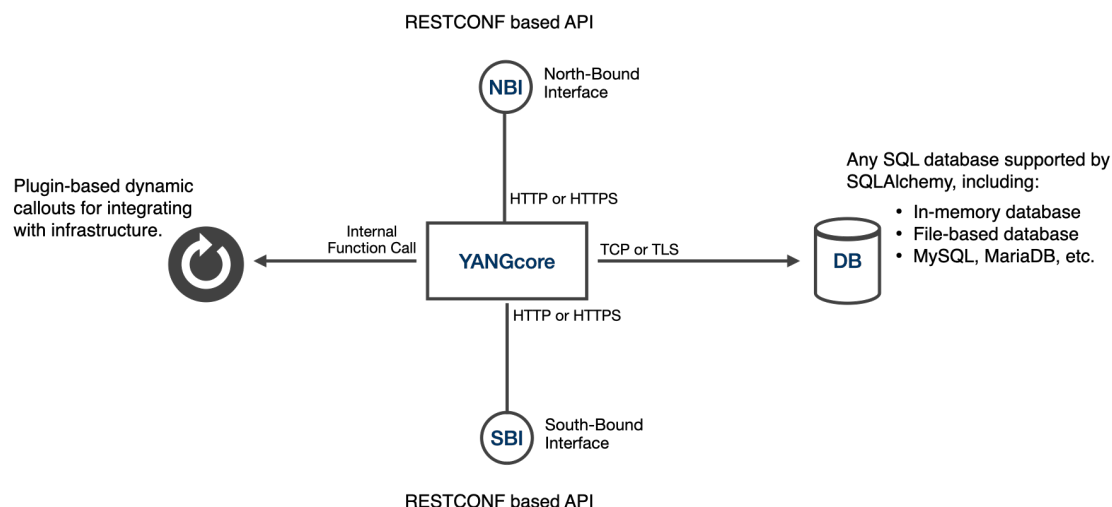 RESTCONF based API
NBI
North-Bound
Interface
HTTP or HTTPS
Plugin-based dynamic
callouts for integrating
with infrastructure.
Internal
Function Call
YANGcore
TCP or TLS
DB
Any SQL database supported by
SQLAlchemy, including:
• In-memory database
• File-based database
• MySQL, MariaDB, etc.
HTTP or HTTPS
SBI
South-Bound
Interface
RESTCONF based API